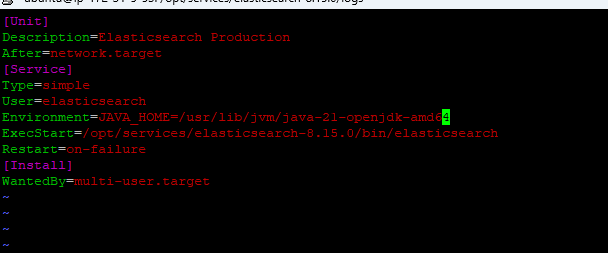 [Unit]
Description=Elasticsearch Production
After=network.target
[Service]
Type=simple
User=elasticsearch
Environment=JAVA_HOME=/usr/lib/jvm/java-21-openjdk-amd64
ExecStart=/opt/services/elasticsearch-8.15.0/bin/elasticsearch
Restart=on-failure
[Install]
WantedBy=multi-user.target
~
~
~
~